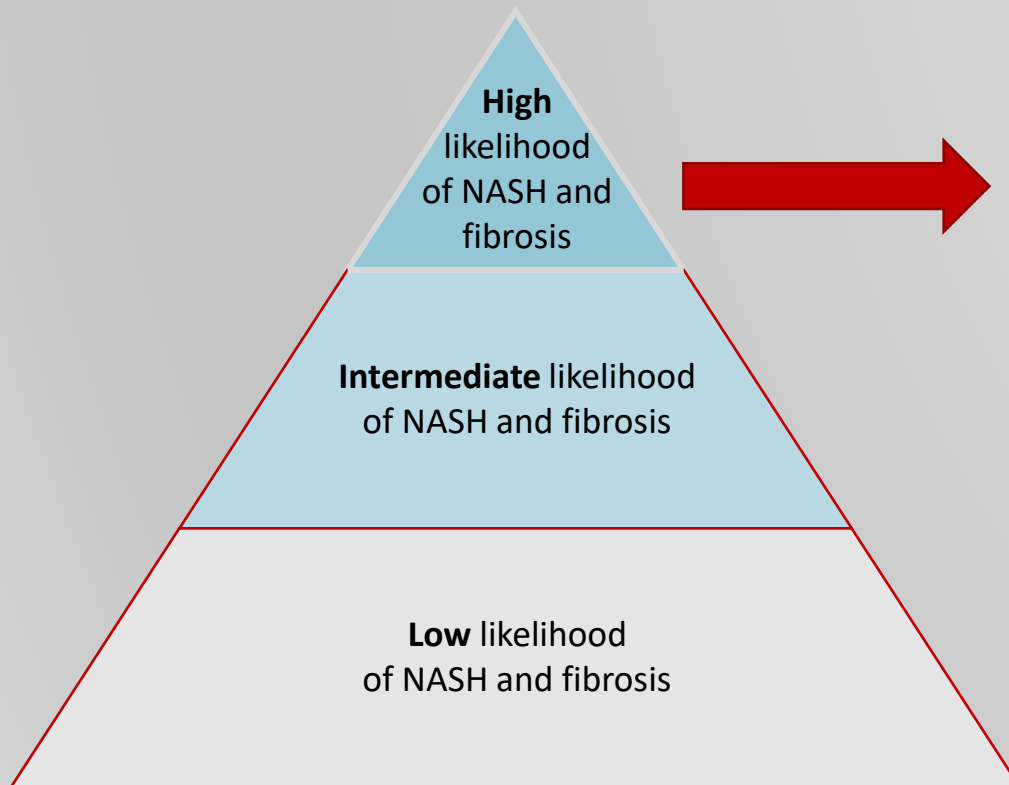 High
likelihood
of NASH and
fibrosis
Intermediate likelihood
of NASH and fibrosis
Low likelihood
of NASH and fibrosis